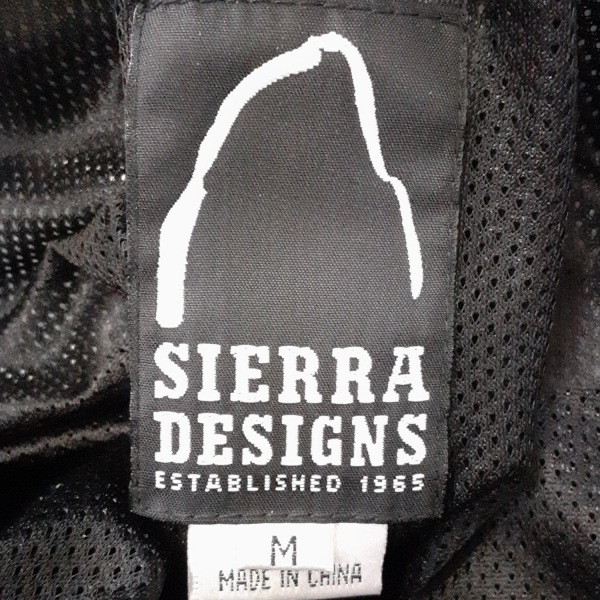 SIERRA
DESIGNS
ESTABLISHED 1965
M
MADE IN CHINA